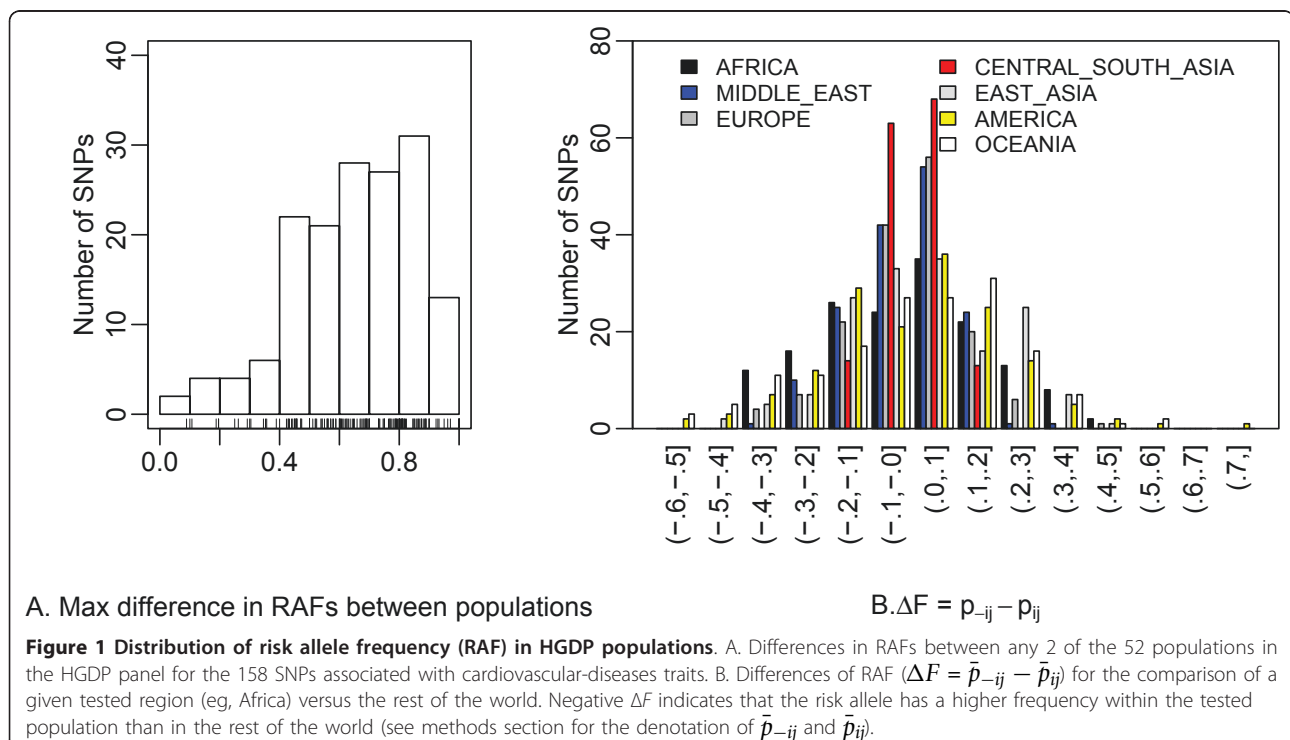 40
30
20
10
0
Number of SNPs
0.0 0.4 0.8
A. Max difference in RAFs between populations
80
60
40
20
0
Number of SNPs
AFRICA
MIDDLE_EAST
EUROPE
CENTRAL_SOUTH_ASIA
EAST_ASIA
AMERICA
OCEANIA
(−.6,−.5]
(−.5,−.4]
(−.4,−.3]
(−.3,−.2]
(−.2,−.1]
(−.1,−.0]
(.0,.1]
(.1,.2]
(.2,.3]
(.3,.4]
(.4,.5]
(.5,.6]
(.6,.7]
(.7,]
B.ΔF = p₋ᵢⱼ − pᵢⱼ
Figure 1 Distribution of risk allele frequency (RAF) in HGDP populations. A. Differences in RAFs between any 2 of the 52 populations in
the HGDP panel for the 158 SNPs associated with cardiovascular-diseases traits. B. Differences of RAF (ΔF = p̄₋ᵢⱼ − p̄ᵢⱼ) for the comparison of a
given tested region (eg, Africa) versus the rest of the world. Negative ΔF indicates that the risk allele has a higher frequency within the tested
population than in the rest of the world (see methods section for the denotation of p̄₋ᵢⱼ and p̄ᵢⱼ).